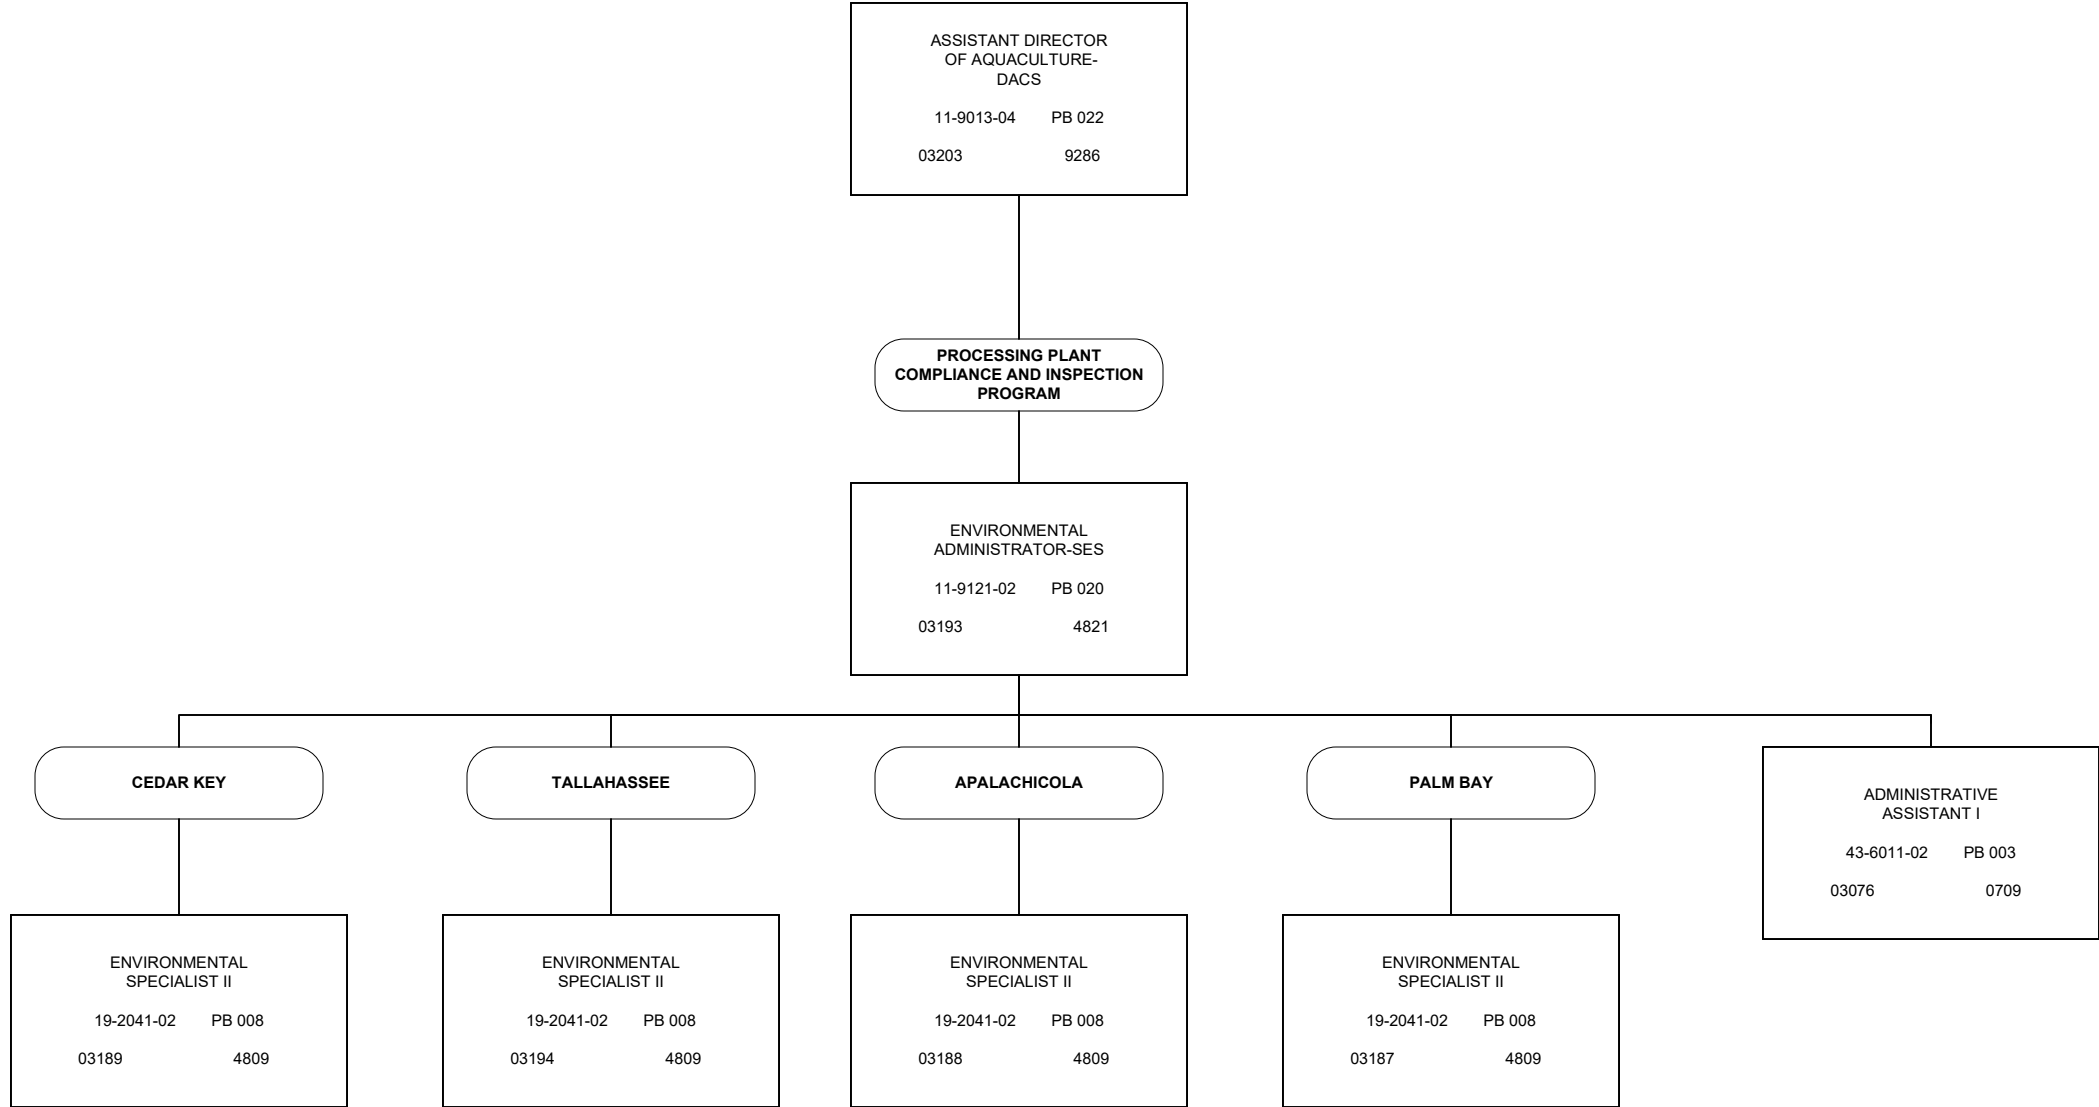 ASSISTANT DIRECTOR
OF AQUACULTURE-
DACS
11-9013-04 PB 022
03203 9286
PROCESSING PLANT
COMPLIANCE AND INSPECTION
PROGRAM
ENVIRONMENTAL
ADMINISTRATOR-SES
11-9121-02 PB 020
03193 4821
CEDAR KEY
TALLAHASSEE
APALACHICOLA
PALM BAY
ADMINISTRATIVE
ASSISTANT I
43-6011-02 PB 003
03076 0709
ENVIRONMENTAL
SPECIALIST II
19-2041-02 PB 008
03189 4809
ENVIRONMENTAL
SPECIALIST II
19-2041-02 PB 008
03194 4809
ENVIRONMENTAL
SPECIALIST II
19-2041-02 PB 008
03188 4809
ENVIRONMENTAL
SPECIALIST II
19-2041-02 PB 008
03187 4809